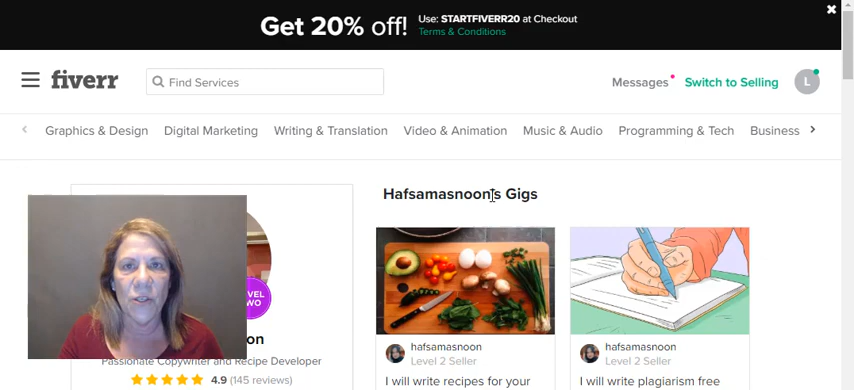 Get 20% off!
Use: STARTFIVERR20 at Checkout
Terms & Conditions
fiverr
Find Services
Messages
Switch to Selling
L
Graphics & Design
Digital Marketing
Writing & Translation
Video & Animation
Music & Audio
Programming & Tech
Business
Hafsamasnoon's Gigs
TWO
Passionate Copywriter and Recipe Developer
4.9 (145 reviews)
hafsamasnoon
Level 2 Seller
I will write recipes for your
hafsamasnoon
Level 2 Seller
I will write plagiarism free